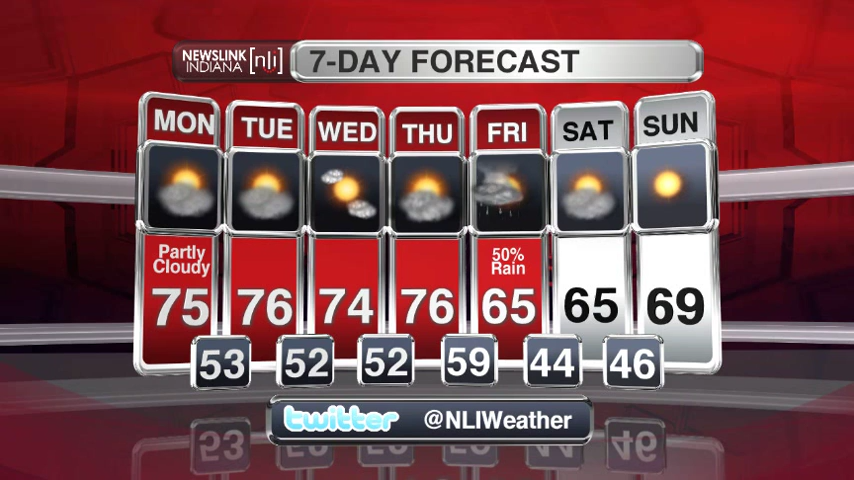 NEWSLINK
INDIANA [nli]
7-DAY FORECAST
MON TUE WED THU FRI SAT SUN
Partly
Cloudy
50%
Rain
75 76 74 76 65 65 69
53 52 52 59 44 46
twitter @NLIWeather